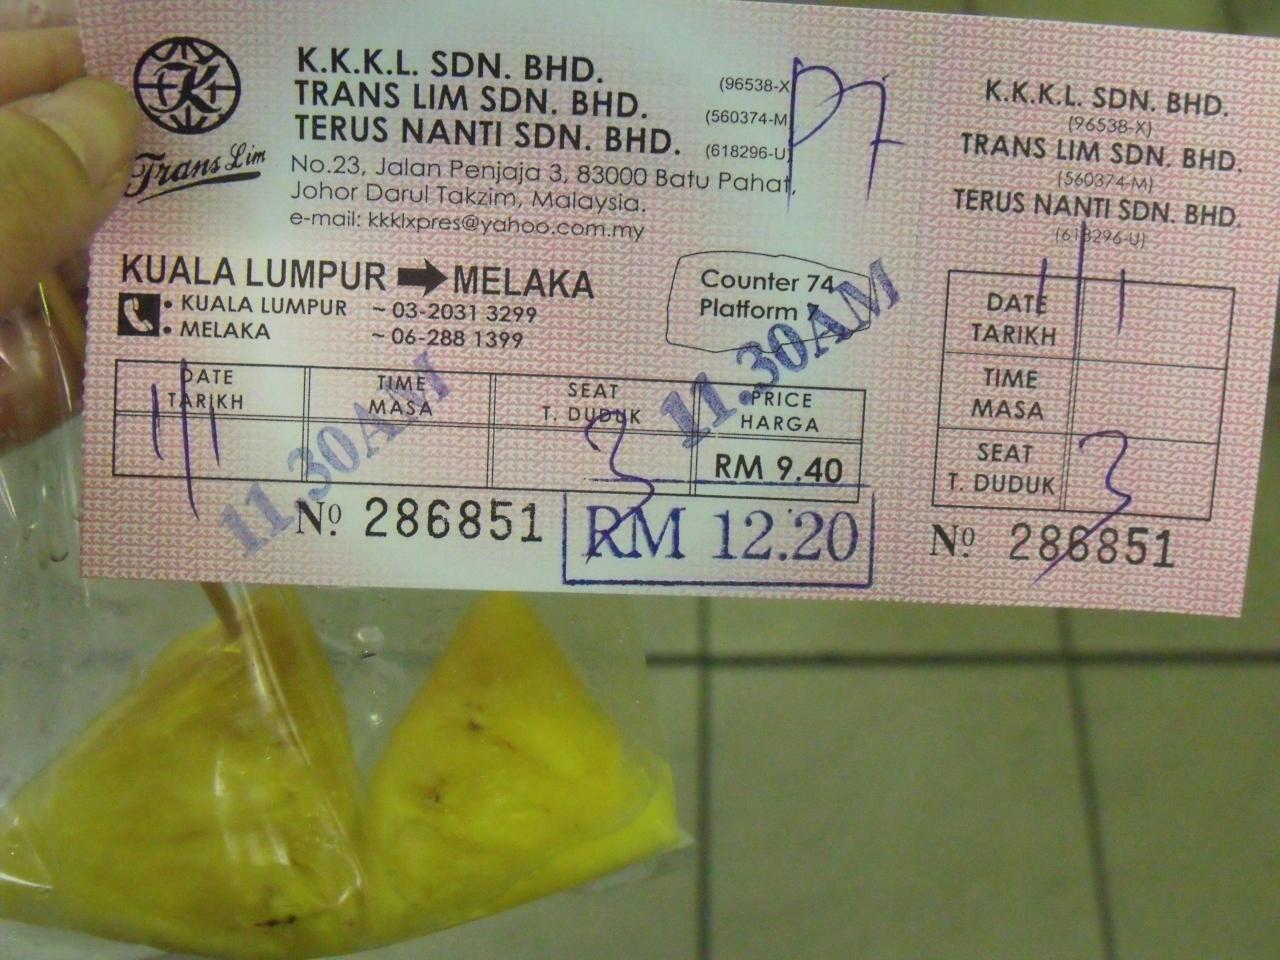 K.K.K.L. SDN. BHD. (96538-X
TRANS LIM SDN. BHD. (560374-M
TERUS NANTI SDN. BHD. (618296-U)
P7
Trans Lim
No.23, Jalan Penjaja 3, 83000 Batu Pahat,
Johor Darul Takzim, Malaysia.
e-mail: kkklxpres@yahoo.com.my
KUALA LUMPUR ➡ MELAKA
• KUALA LUMPUR ~ 03-2031 3299
• MELAKA ~ 06-288 1399
Counter 74
Platform 7
DATE TIME SEAT PRICE
TARIKH MASA T. DUDUK HARGA
1/1 11.30AM 3 11.30AM RM 9.40
Nº 286851 RM 12.20
K.K.K.L. SDN. BHD.
(96538-X)
TRANS LIM SDN. BHD.
(560374-M)
TERUS NANTI SDN. BHD.
(618296-U)
DATE 1/1
TARIKH
TIME
MASA
SEAT 3
T. DUDUK
Nº 286851